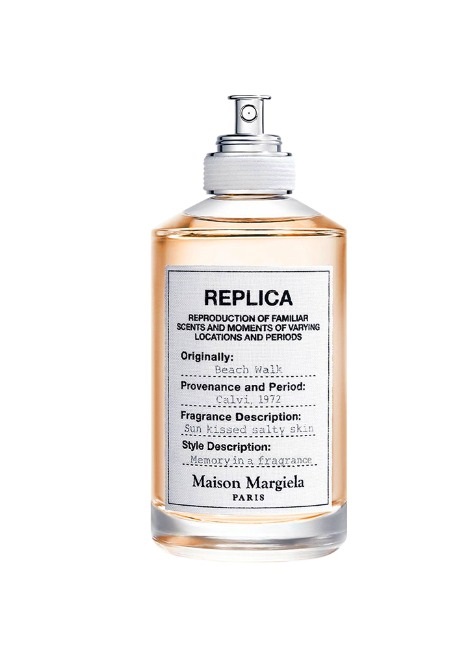 REPLICA
REPRODUCTION OF FAMILIAR
SCENTS AND MOMENTS OF VARYING
LOCATIONS AND PERIODS
Originally:
Beach Walk
Provenance and Period:
Calvi, 1972
Fragrance Description:
Sun kissed salty skin
Style Description:
Memory in a fragrance
Maison Margiela
PARIS